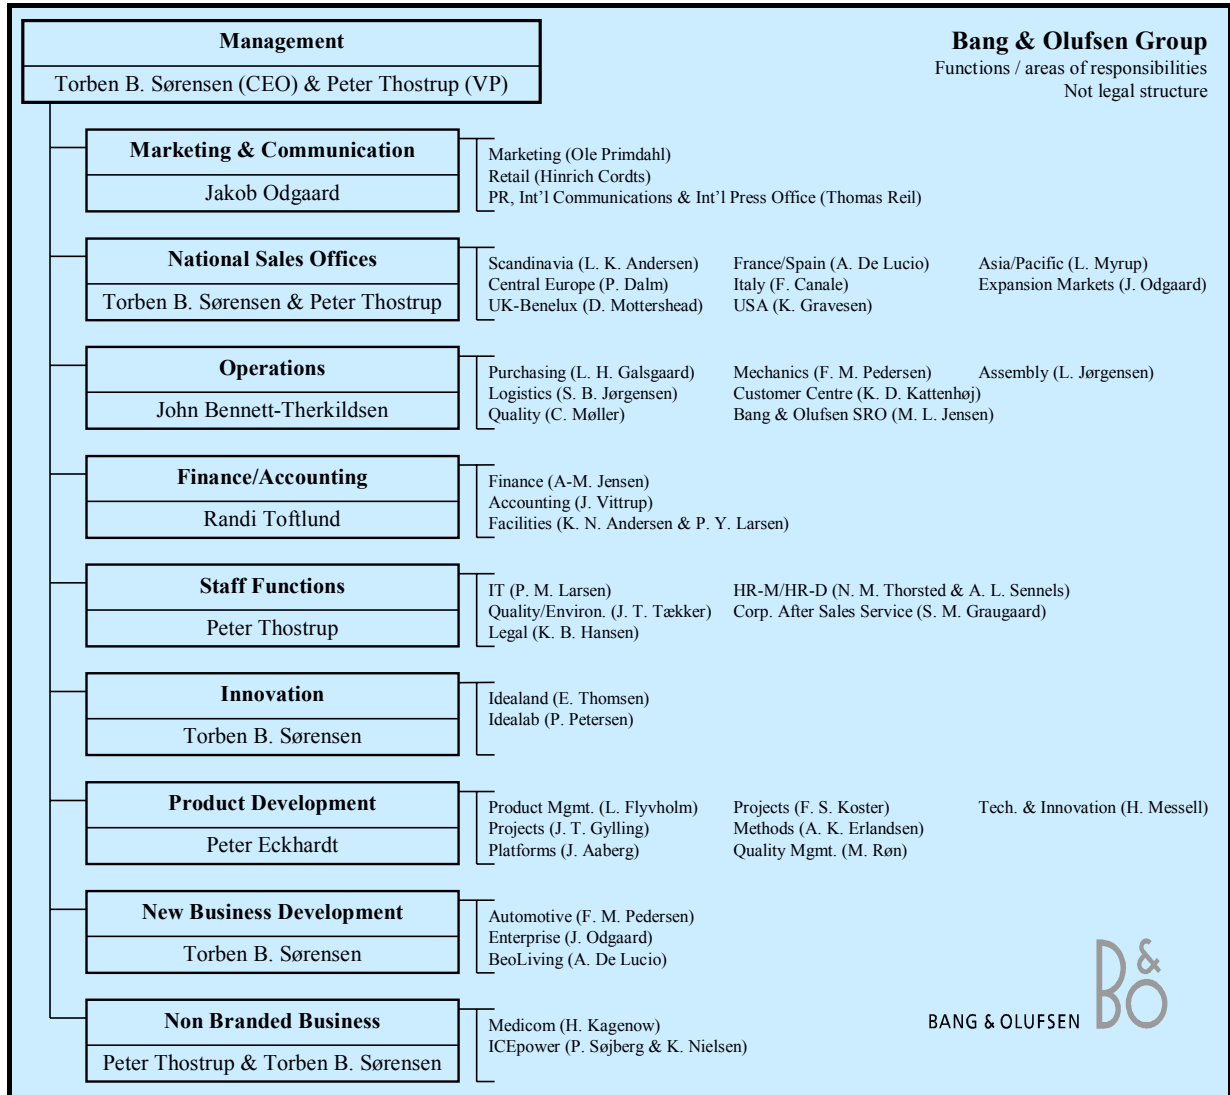 Management
Torben B. Sørensen (CEO) & Peter Thostrup (VP)
Bang & Olufsen Group
Functions / areas of responsibilities
Not legal structure
Marketing & Communication
Jakob Odgaard
Marketing (Ole Primdahl)
Retail (Hinrich Cordts)
PR, Int'l Communications & Int'l Press Office (Thomas Reil)
National Sales Offices
Torben B. Sørensen & Peter Thostrup
Scandinavia (L. K. Andersen)
Central Europe (P. Dalm)
UK-Benelux (D. Mottershead)
France/Spain (A. De Lucio)
Italy (F. Canale)
USA (K. Gravesen)
Asia/Pacific (L. Myrup)
Expansion Markets (J. Odgaard)
Operations
John Bennett-Therkildsen
Purchasing (L. H. Galsgaard)
Logistics (S. B. Jørgensen)
Quality (C. Møller)
Mechanics (F. M. Pedersen)
Customer Centre (K. D. Kattenhøj)
Bang & Olufsen SRO (M. L. Jensen)
Assembly (L. Jørgensen)
Finance/Accounting
Randi Toftlund
Finance (A-M. Jensen)
Accounting (J. Vittrup)
Facilities (K. N. Andersen & P. Y. Larsen)
Staff Functions
Peter Thostrup
IT (P. M. Larsen)
Quality/Environ. (J. T. Tækker)
Legal (K. B. Hansen)
HR-M/HR-D (N. M. Thorsted & A. L. Sennels)
Corp. After Sales Service (S. M. Graugaard)
Innovation
Torben B. Sørensen
Idealand (E. Thomsen)
Idealab (P. Petersen)
Product Development
Peter Eckhardt
Product Mgmt. (L. Flyvholm)
Projects (J. T. Gylling)
Platforms (J. Aaberg)
Projects (F. S. Koster)
Methods (A. K. Erlandsen)
Quality Mgmt. (M. Røn)
Tech. & Innovation (H. Messell)
New Business Development
Torben B. Sørensen
Automotive (F. M. Pedersen)
Enterprise (J. Odgaard)
BeoLiving (A. De Lucio)
Non Branded Business
Peter Thostrup & Torben B. Sørensen
Medicom (H. Kagenow)
ICEpower (P. Søjberg & K. Nielsen)
BANG & OLUFSEN
B&O